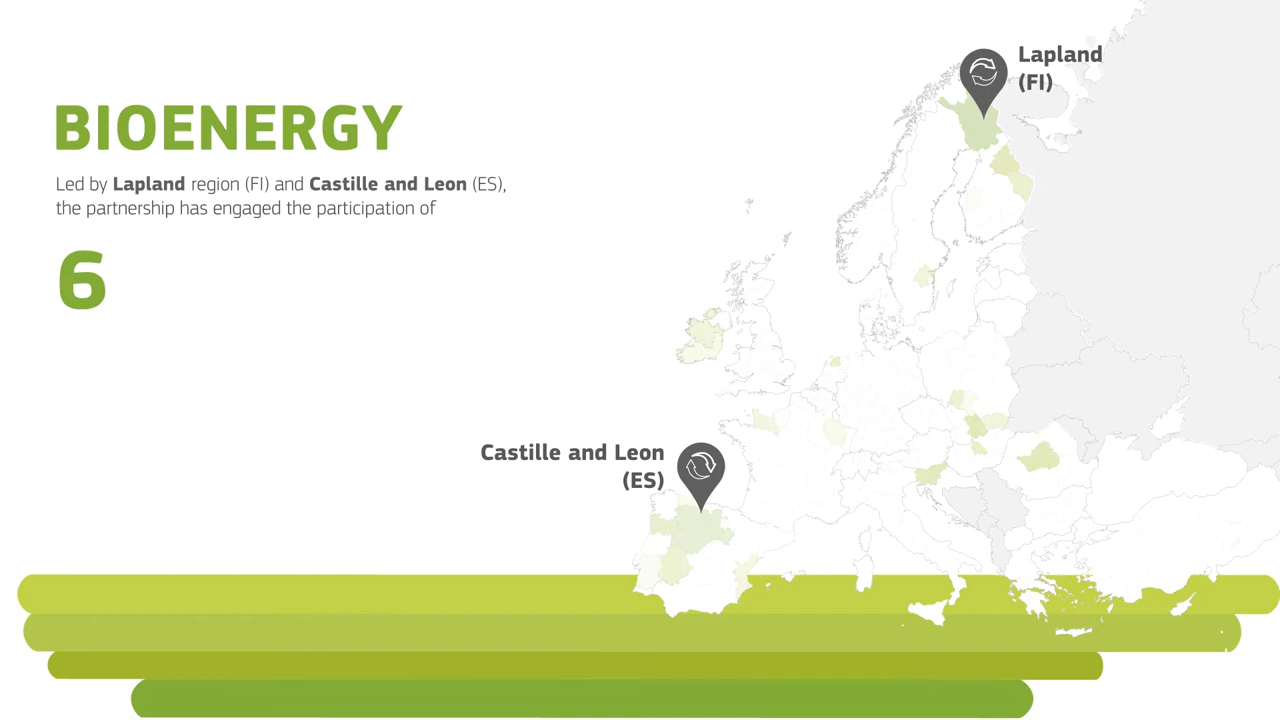 BIOENERGY
Led by Lapland region (FI) and Castille and Leon (ES),
the partnership has engaged the participation of
6
Lapland
(FI)
Castille and Leon
(ES)